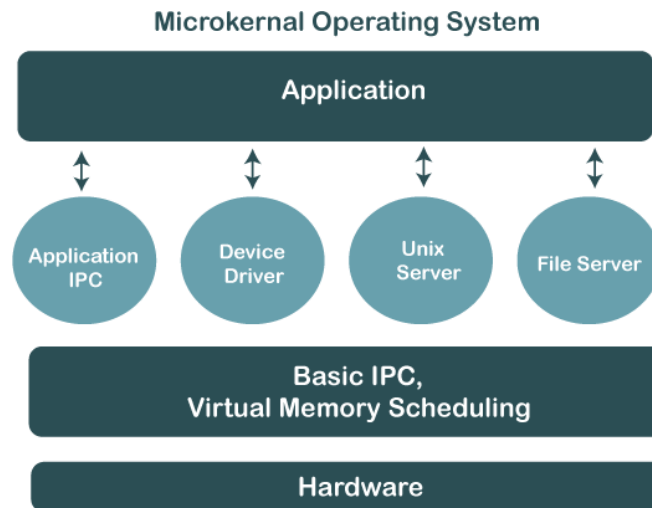 Microkernal Operating System
Application
Application
IPC
Device
Driver
Unix
Server
File Server
Basic IPC,
Virtual Memory Scheduling
Hardware